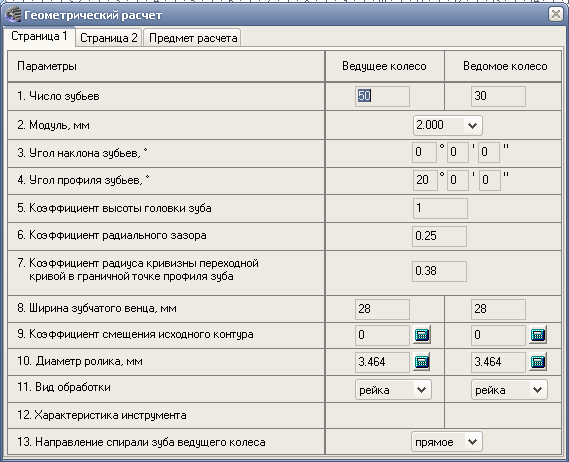 Геометрический расчет
Страница 1 Страница 2 Предмет расчета
Параметры Ведущее колесо Ведомое колесо
1. Число зубьев 50 30
2. Модуль, мм 2.000
3. Угол наклона зубьев, ° 0 ° 0 ' 0 "
4. Угол профиля зубьев, ° 20 ° 0 ' 0 "
5. Коэффициент высоты головки зуба 1
6. Коэффициент радиального зазора 0.25
7. Коэффициент радиуса кривизны переходной
кривой в граничной точке профиля зуба 0.38
8. Ширина зубчатого венца, мм 28 28
9. Коэффициент смещения исходного контура 0 0
10. Диаметр ролика, мм 3.464 3.464
11. Вид обработки рейка рейка
12. Характеристика инструмента
13. Направление спирали зуба ведущего колеса прямое